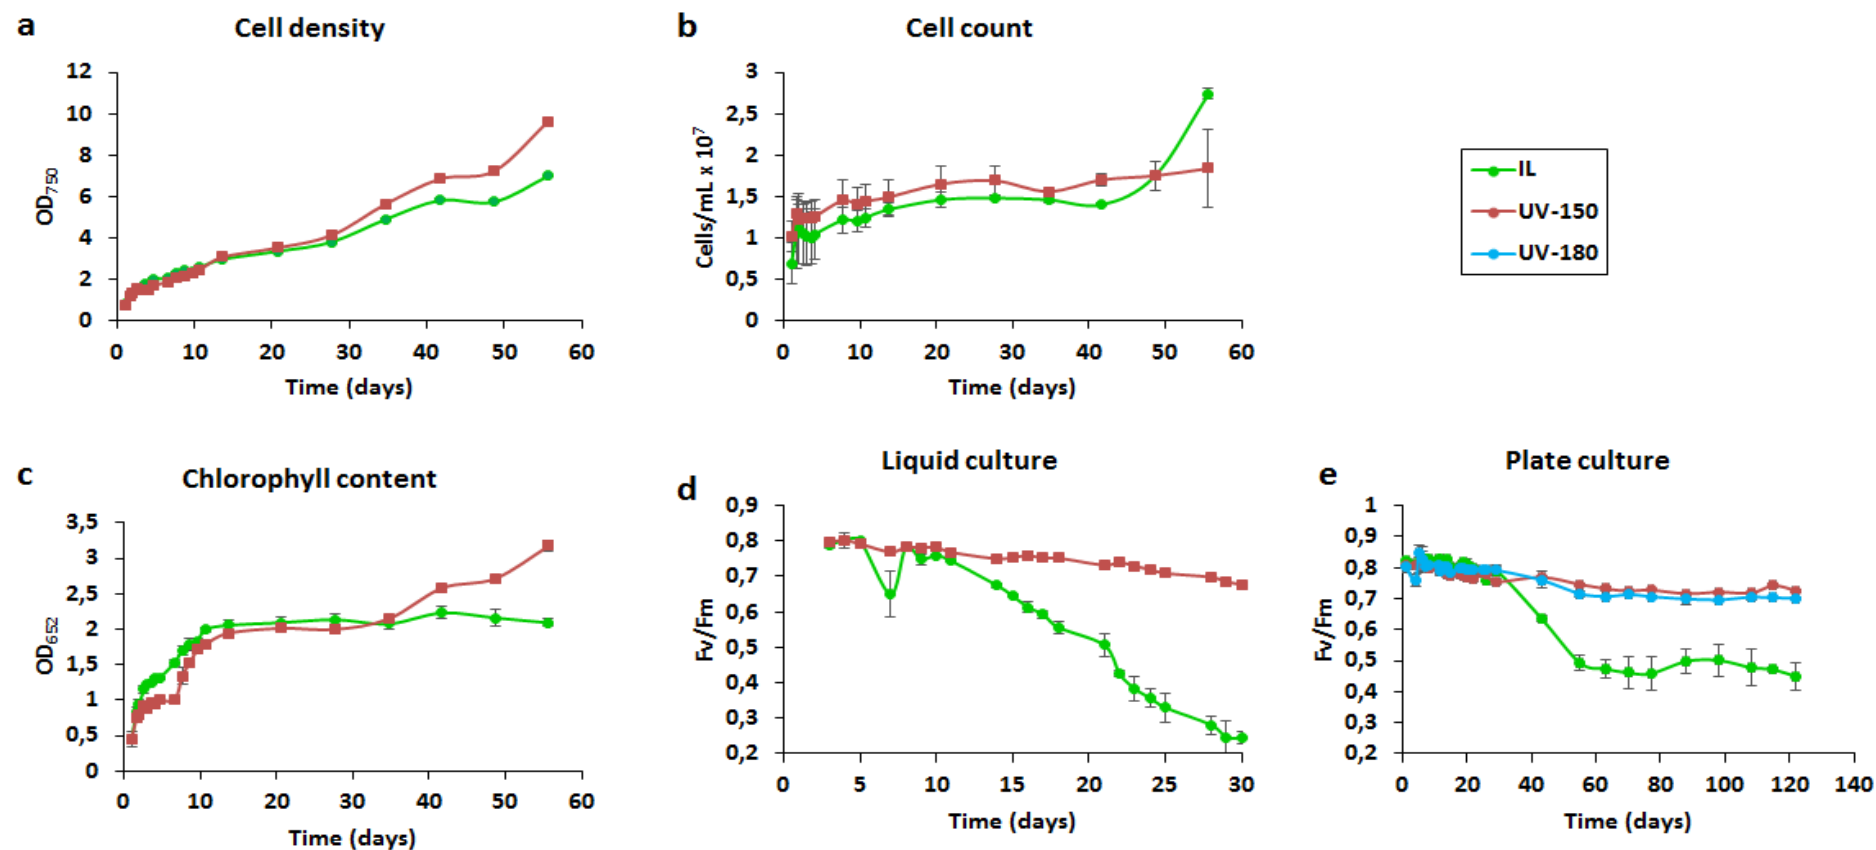 a
Cell density
12
10
8
6
4
2
0
OD750
0 10 20 30 40 50 60
Time (days)
b
Cell count
3
2,5
2
1,5
1
0,5
0
Cells/mL x 10^7
0 10 20 30 40 50 60
Time (days)
IL
UV-150
UV-180
c
Chlorophyll content
3,5
3
2,5
2
1,5
1
0,5
0
OD652
0 10 20 30 40 50 60
Time (days)
d
Liquid culture
0,9
0,8
0,7
0,6
0,5
0,4
0,3
0,2
Fv/Fm
0 5 10 15 20 25 30
Time (days)
e
Plate culture
1
0,9
0,8
0,7
0,6
0,5
0,4
0,3
0,2
Fv/Fm
0 20 40 60 80 100 120 140
Time (days)